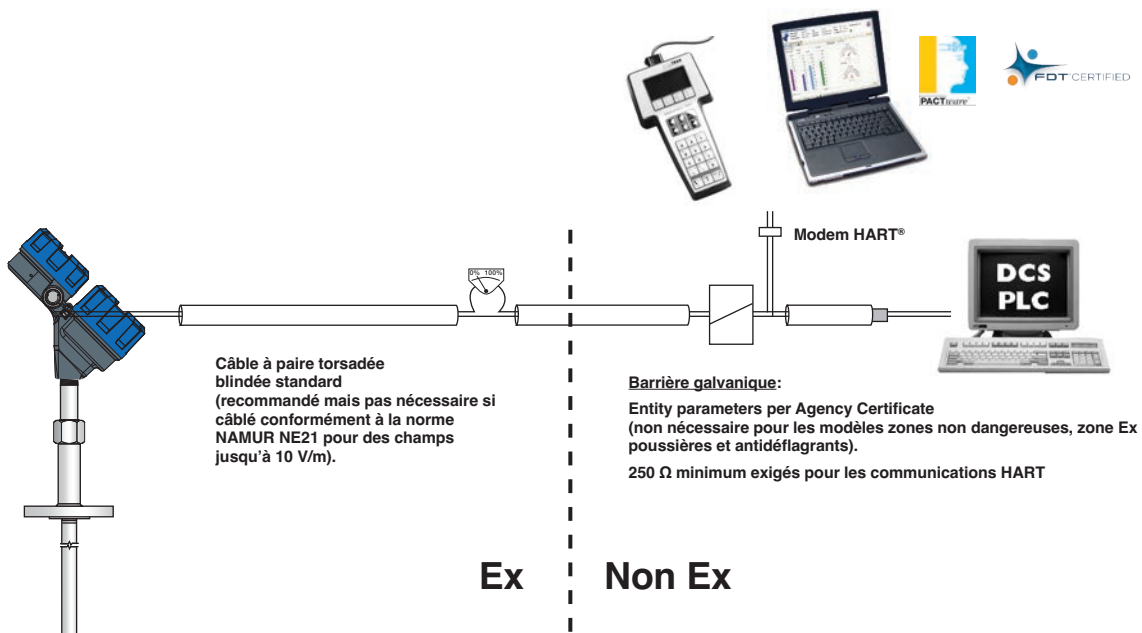 PACTware™
FDT CERTIFIED
Modem HART®
0% 100%
DCS
PLC
Câble à paire torsadée
blindée standard
(recommandé mais pas nécessaire si
câblé conformément à la norme
NAMUR NE21 pour des champs
jusqu'à 10 V/m).
Barrière galvanique:
Entity parameters per Agency Certificate
(non nécessaire pour les modèles zones non dangereuses, zone Ex
poussières et antidéflagrants).
250 Ω minimum exigés pour les communications HART
Ex
Non Ex